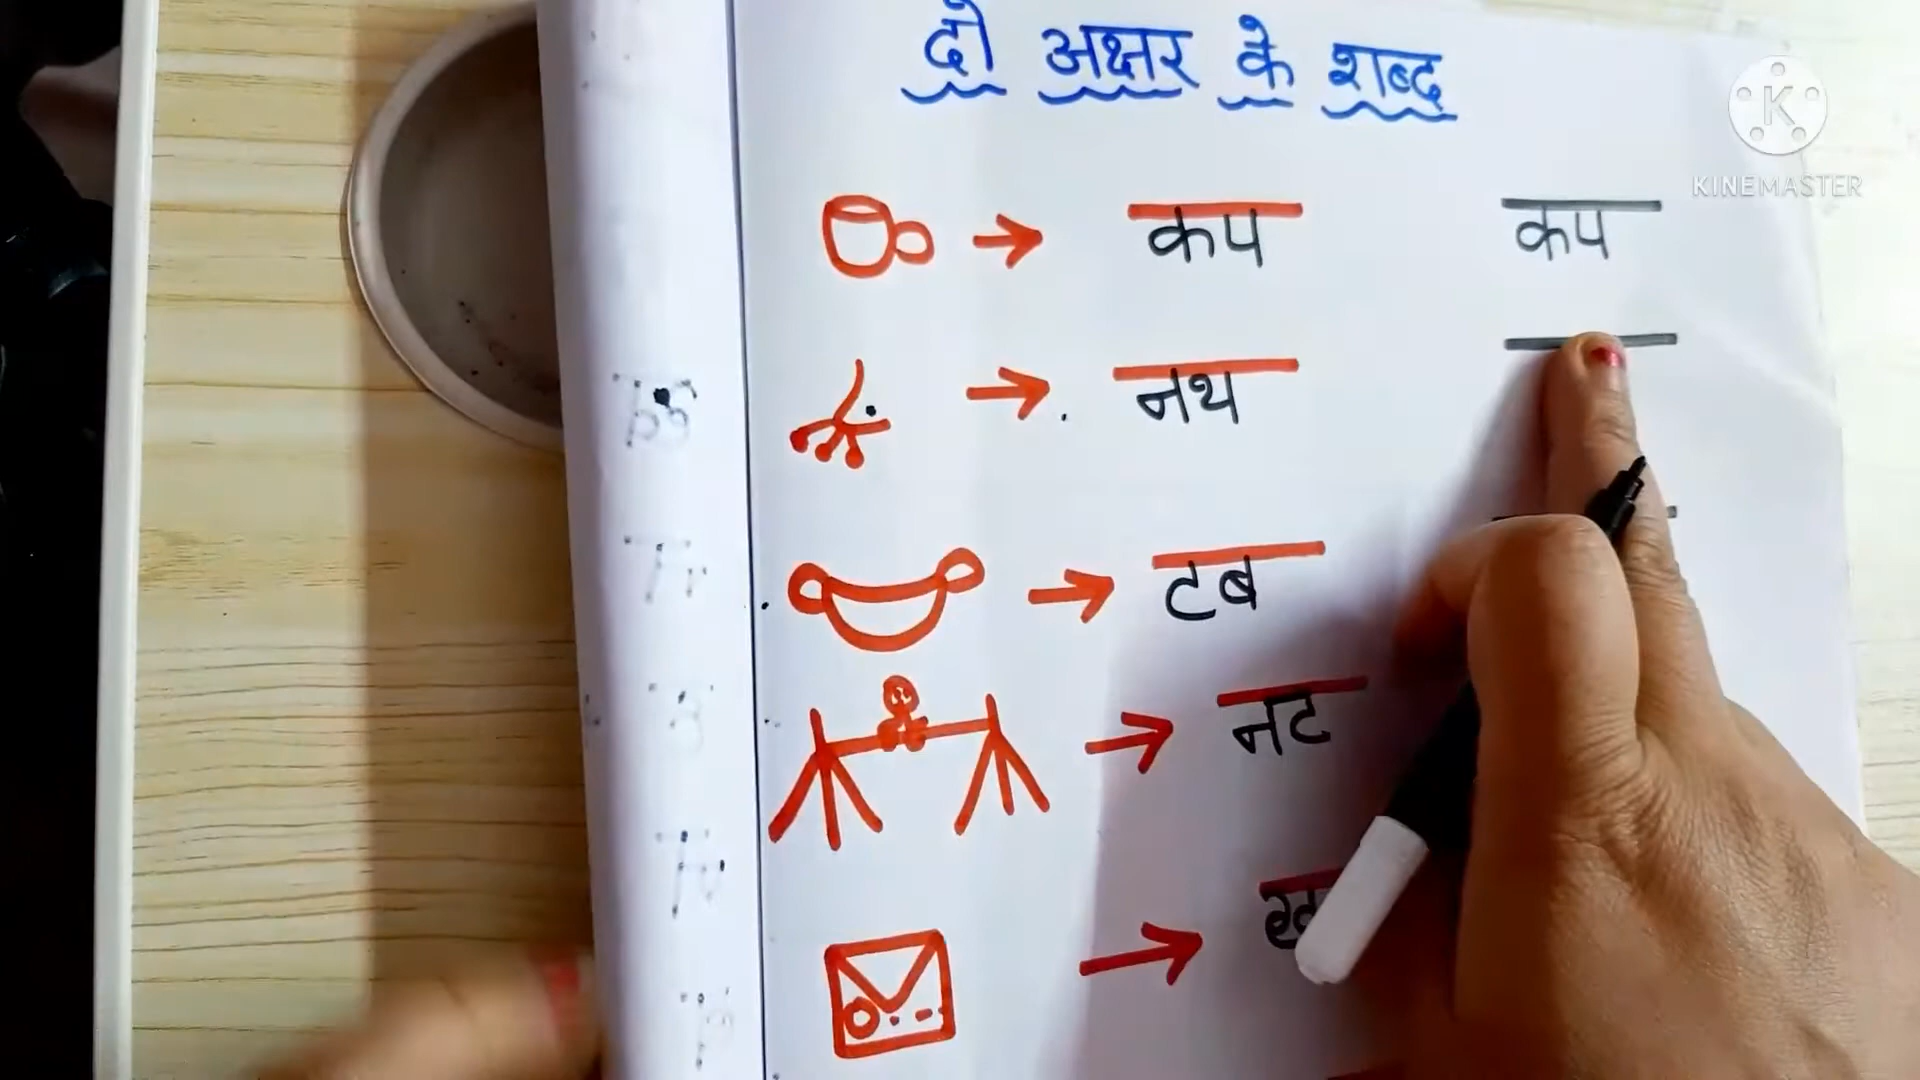 दो अक्षर के शब्द
कप कप
नथ
टब
नट
KINEMASTER